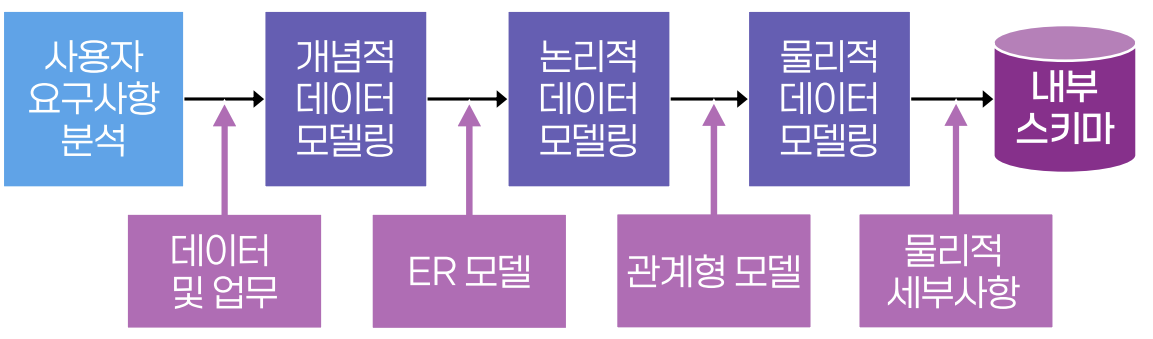 사용자
요구사항
분석
개념적
데이터
모델링
논리적
데이터
모델링
물리적
데이터
모델링
내부
스키마
데이터
및 업무
ER 모델
관계형 모델
물리적
세부사항